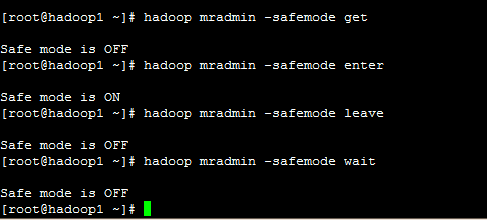 [root@hadoop1 ~]# hadoop mradmin -safemode get
Safe mode is OFF
[root@hadoop1 ~]# hadoop mradmin -safemode enter
Safe mode is ON
[root@hadoop1 ~]# hadoop mradmin -safemode leave
Safe mode is OFF
[root@hadoop1 ~]# hadoop mradmin -safemode wait
Safe mode is OFF
[root@hadoop1 ~]#